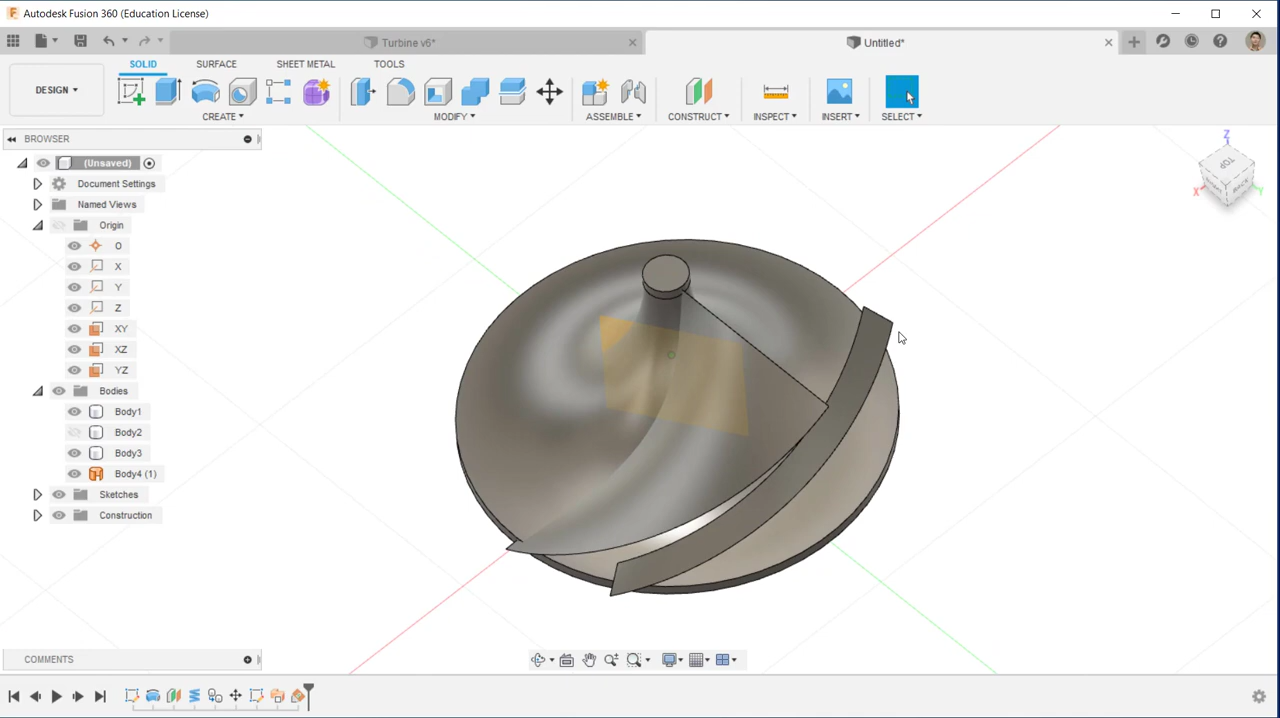 Autodesk Fusion 360 (Education License)
Turbine v6*
Untitled*
DESIGN
SOLID
SURFACE
SHEET METAL
TOOLS
CREATE
MODIFY
ASSEMBLE
CONSTRUCT
INSPECT
INSERT
SELECT
BROWSER
(Unsaved)
Document Settings
Named Views
Origin
O
X
Y
Z
XY
XZ
YZ
Bodies
Body1
Body2
Body3
Body4 (1)
Sketches
Construction
Z
TOP
BACK
X
Y
COMMENTS